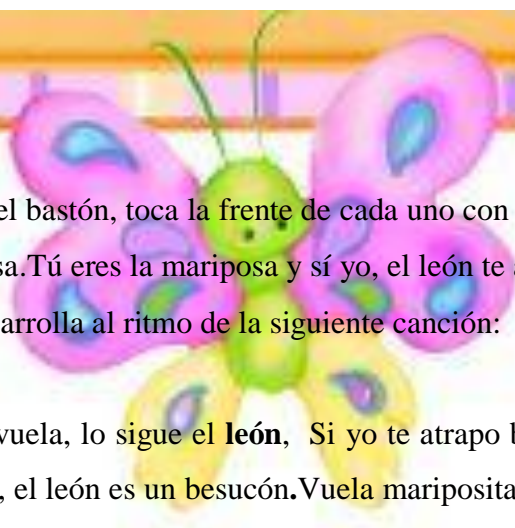 el bastón, toca la frente de cada uno con
sa.Tú eres la mariposa y sí yo, el león te a
arrolla al ritmo de la siguiente canción:
vuela, lo sigue el león, Si yo te atrapo b
, el león es un besucón.Vuela mariposita